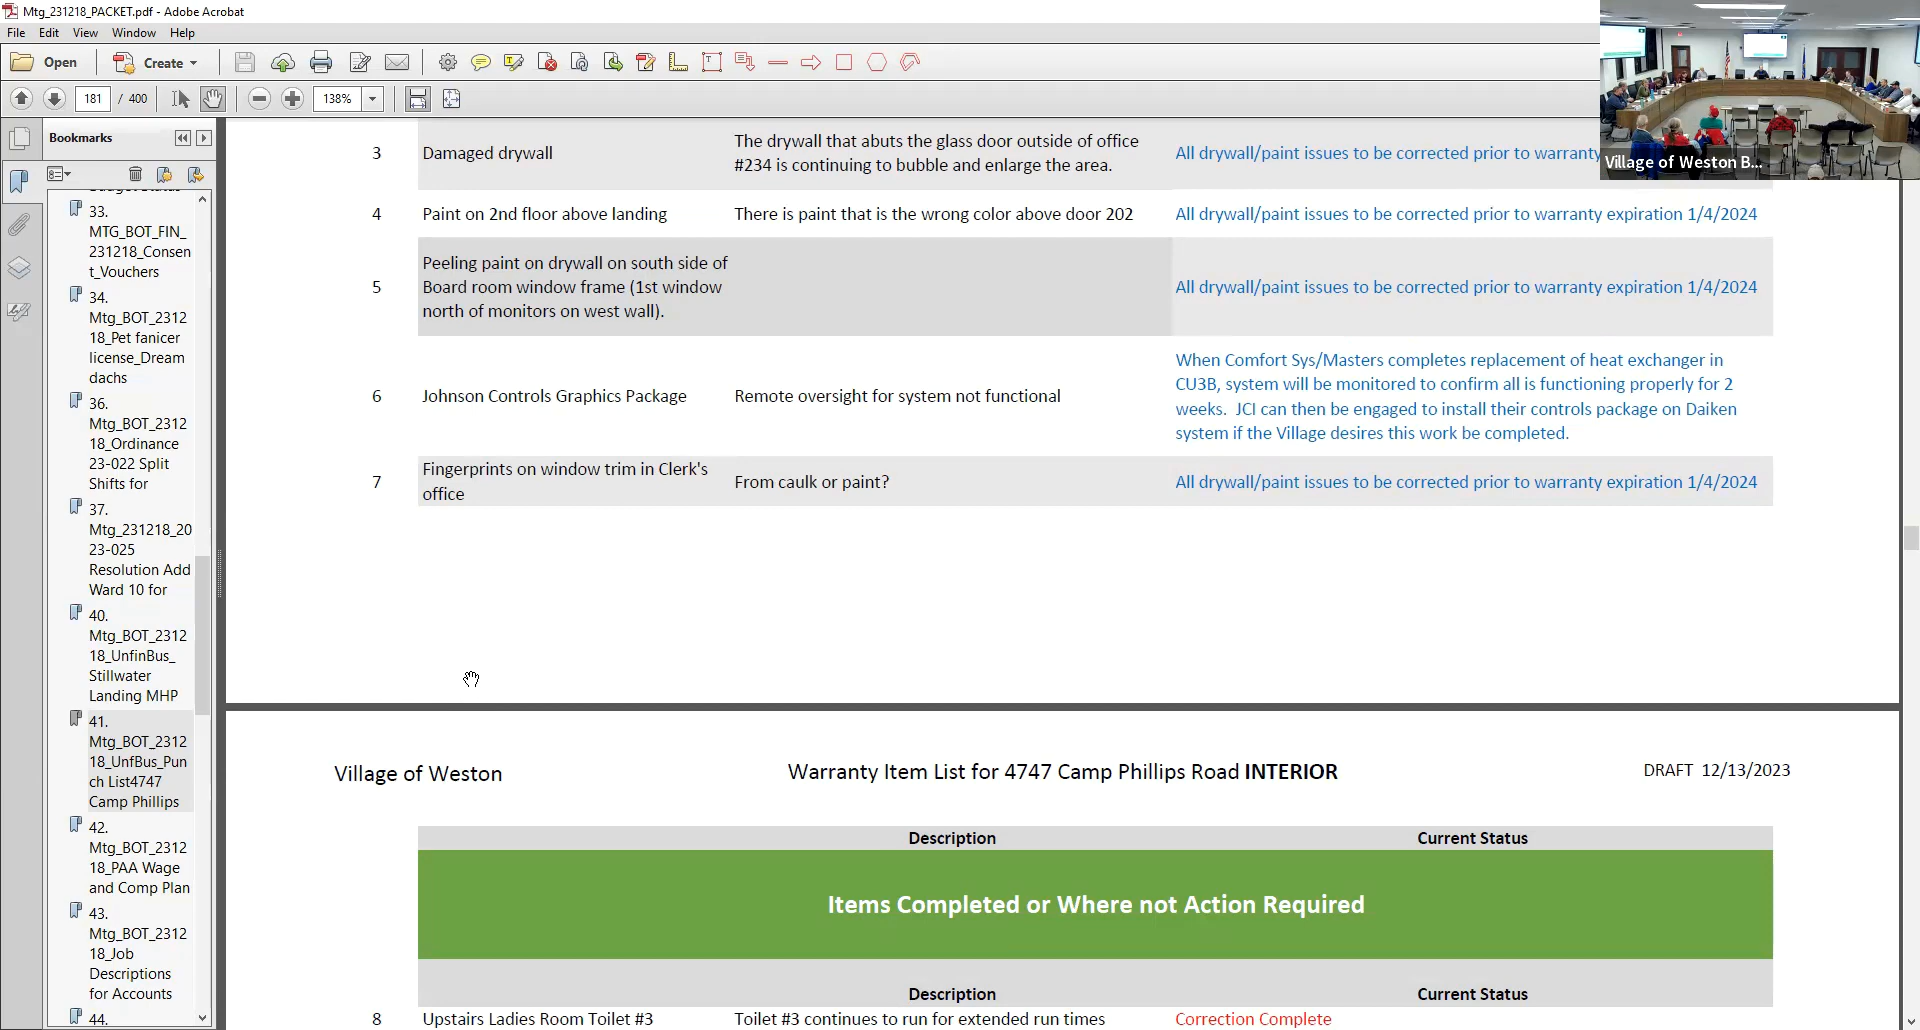 Mtg_231218_PACKET.pdf - Adobe Acrobat
File Edit View Window Help
Open Create
181 / 400 138%
Bookmarks
33.
MTG_BOT_FIN_
231218_Consen
t_Vouchers
34.
Mtg_BOT_2312
18_Pet fanicer
license_Dream
dachs
36.
Mtg_BOT_2312
18_Ordinance
23-022 Split
Shifts for
37.
Mtg_231218_20
23-025
Resolution Add
Ward 10 for
40.
Mtg_BOT_2312
18_UnfinBus_
Stillwater
Landing MHP
41.
Mtg_BOT_2312
18_UnfBus_Pun
ch List4747
Camp Phillips
42.
Mtg_BOT_2312
18_PAA Wage
and Comp Plan
43.
Mtg_BOT_2312
18_Job
Descriptions
for Accounts
44.
3 Damaged drywall
The drywall that abuts the glass door outside of office
#234 is continuing to bubble and enlarge the area.
All drywall/paint issues to be corrected prior to warranty
4 Paint on 2nd floor above landing There is paint that is the wrong color above door 202 All drywall/paint issues to be corrected prior to warranty expiration 1/4/2024
5
Peeling paint on drywall on south side of
Board room window frame (1st window
north of monitors on west wall).
All drywall/paint issues to be corrected prior to warranty expiration 1/4/2024
6 Johnson Controls Graphics Package Remote oversight for system not functional
When Comfort Sys/Masters completes replacement of heat exchanger in
CU3B, system will be monitored to confirm all is functioning properly for 2
weeks. JCI can then be engaged to install their controls package on Daiken
system if the Village desires this work be completed.
7
Fingerprints on window trim in Clerk's
office
From caulk or paint?
All drywall/paint issues to be corrected prior to warranty expiration 1/4/2024
Village of Weston Warranty Item List for 4747 Camp Phillips Road INTERIOR DRAFT 12/13/2023
Description Current Status
Items Completed or Where not Action Required
Description Current Status
8 Upstairs Ladies Room Toilet #3 Toilet #3 continues to run for extended run times Correction Complete
Village of Weston B...